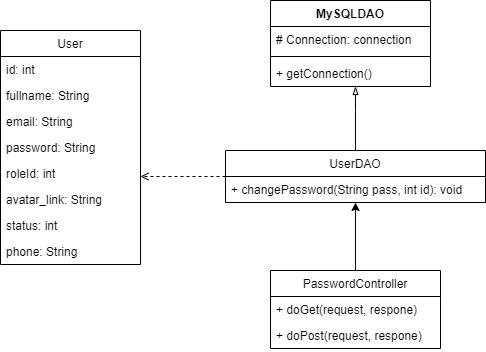 User
id: int
fullname: String
email: String
password: String
roleId: int
avatar_link: String
status: int
phone: String
MySQLDAO
# Connection: connection
+ getConnection()
UserDAO
+ changePassword(String pass, int id): void
PasswordController
+ doGet(request, respone)
+ doPost(request, respone)